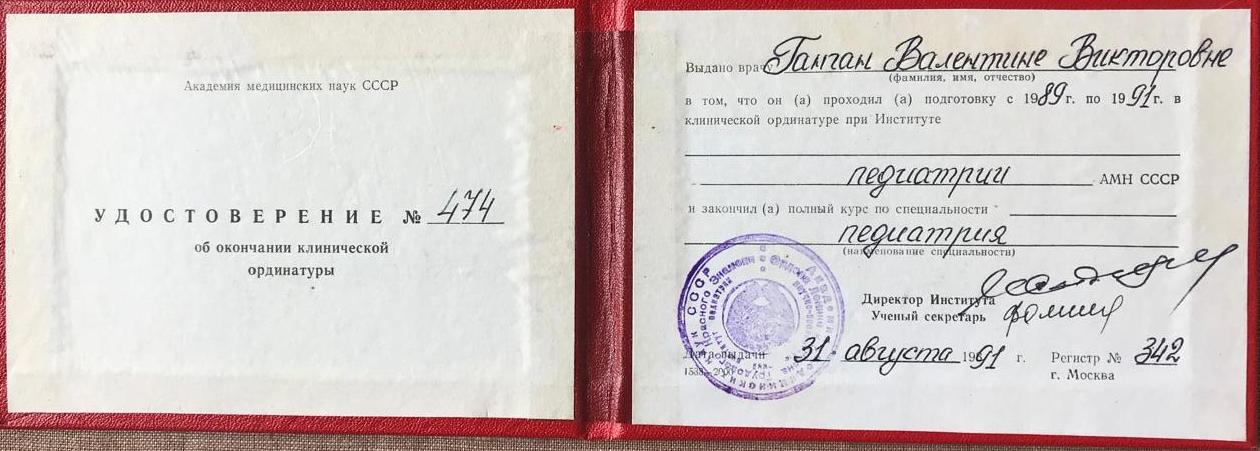 Академия медицинских наук СССР
УДОСТОВЕРЕНИЕ № 474
об окончании клинической
ординатуры
Выдано врачу Ганган Валентине Викторовне
(фамилия, имя, отчество)
в том, что он (а) проходил (а) подготовку с 1989 г. по 1991 г. в
клинической ординатуре при Институте
педиатрии АМН СССР
и закончил (а) полный курс по специальности
педиатрия
(наименование специальности)
Директор Института
Ученый секретарь
Дата выдачи "31 августа 1991 г. Регистр № 342
г. Москва